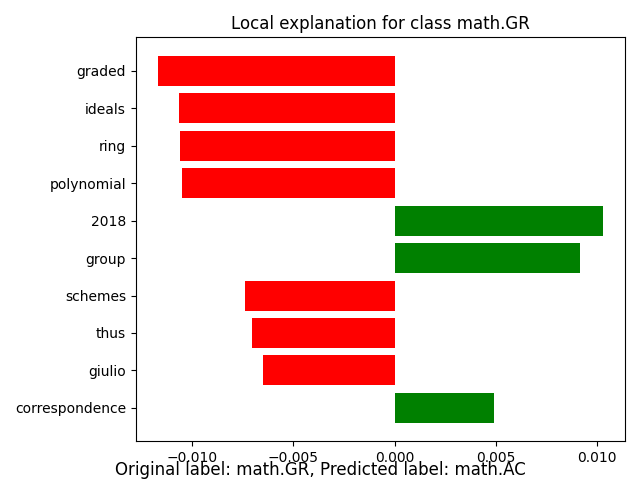 Local explanation for class math.GR
graded
ideals
ring
polynomial
2018
group
schemes
thus
giulio
correspondence
−0.010 −0.005 0.000 0.005 0.010
Original label: math.GR, Predicted label: math.AC